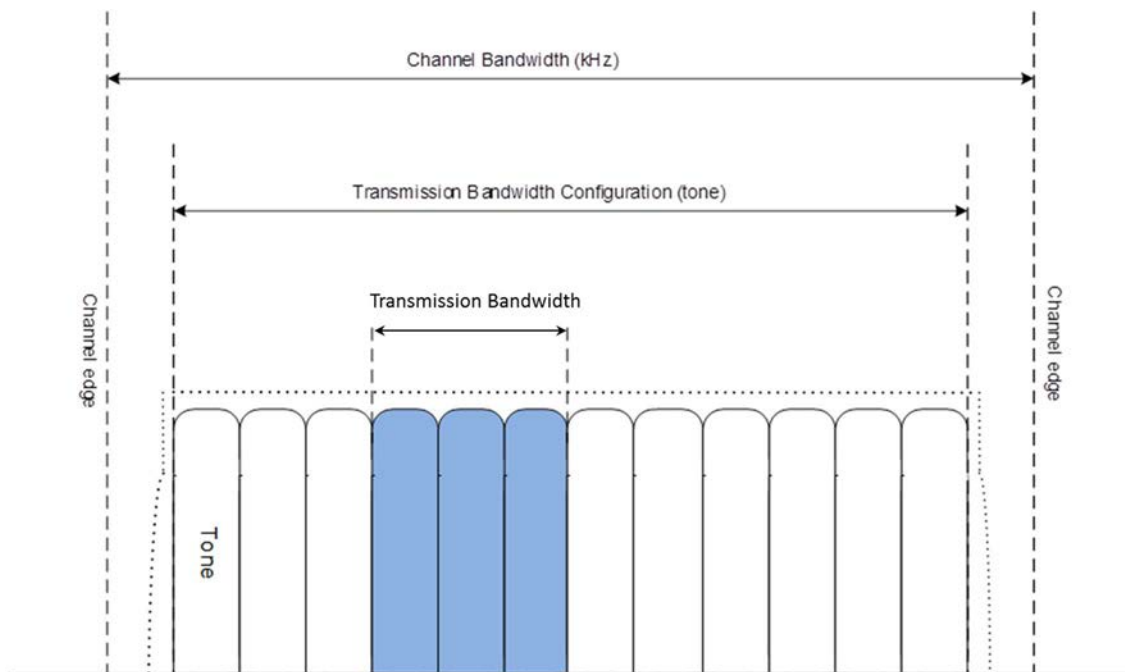 Channel Bandwidth (kHz)
Transmission Bandwidth Configuration (tone)
Transmission Bandwidth
Channel edge
Channel edge
Tone